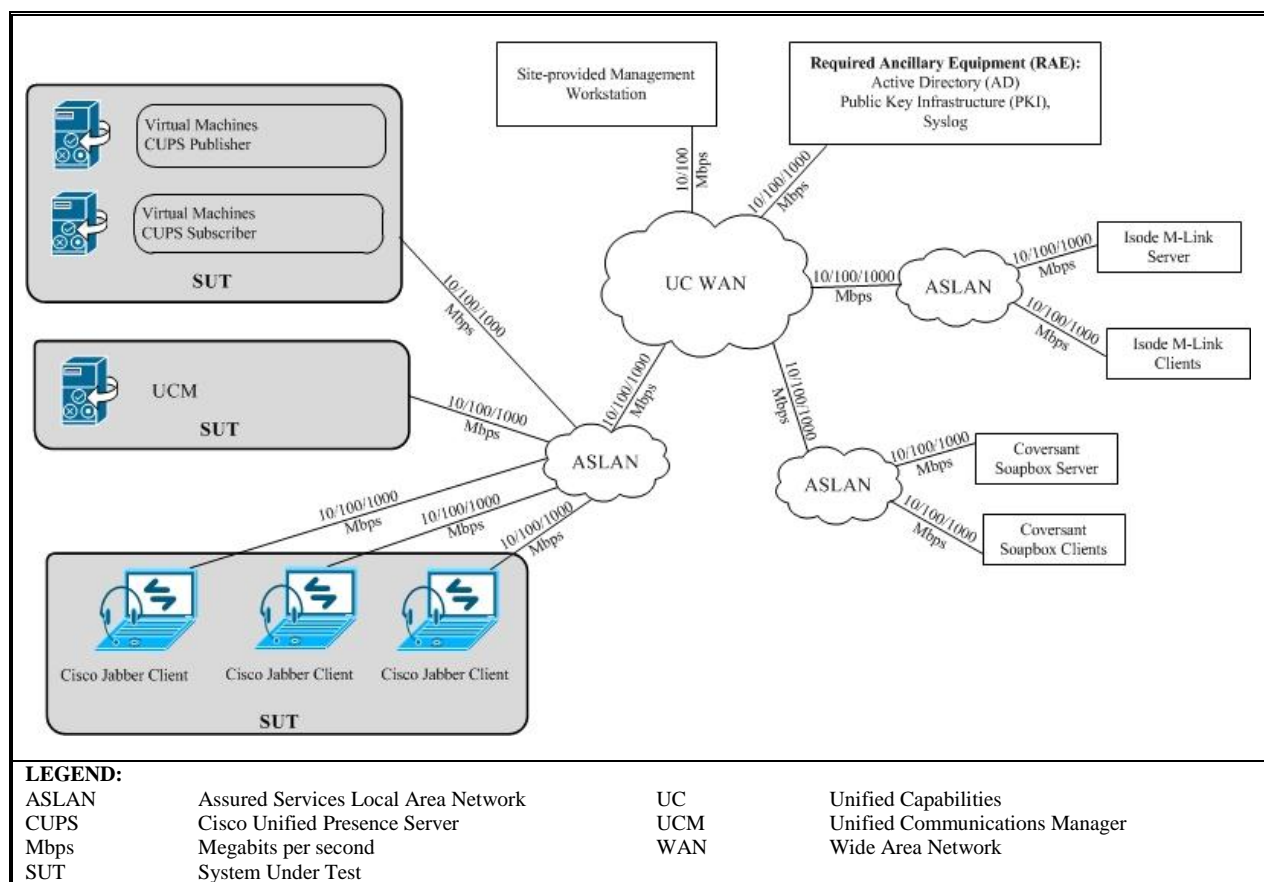 Site-provided Management
Workstation
Required Ancillary Equipment (RAE):
Active Directory (AD)
Public Key Infrastructure (PKI),
Syslog
10/100
Mbps
10/100/1000
Mbps
Virtual Machines
CUPS Publisher
Virtual Machines
CUPS Subscriber
SUT
10/100/1000
Mbps
UC WAN
10/100/1000
Mbps
ASLAN
10/100/1000
Mbps
Isode M-Link
Server
10/100/1000
Mbps
Isode M-Link
Clients
UCM
SUT
10/100/1000
Mbps
10/100/1000
Mbps
ASLAN
10/100/1000
Mbps
ASLAN
10/100/1000
Mbps
Coversant
Soapbox Server
10/100/1000
Mbps
Coversant
Soapbox Clients
10/100/1000
Mbps
10/100/1000
Mbps
10/100/1000
Mbps
Cisco Jabber Client
Cisco Jabber Client
Cisco Jabber Client
SUT
LEGEND:
ASLAN Assured Services Local Area Network UC Unified Capabilities
CUPS Cisco Unified Presence Server UCM Unified Communications Manager
Mbps Megabits per second WAN Wide Area Network
SUT System Under Test